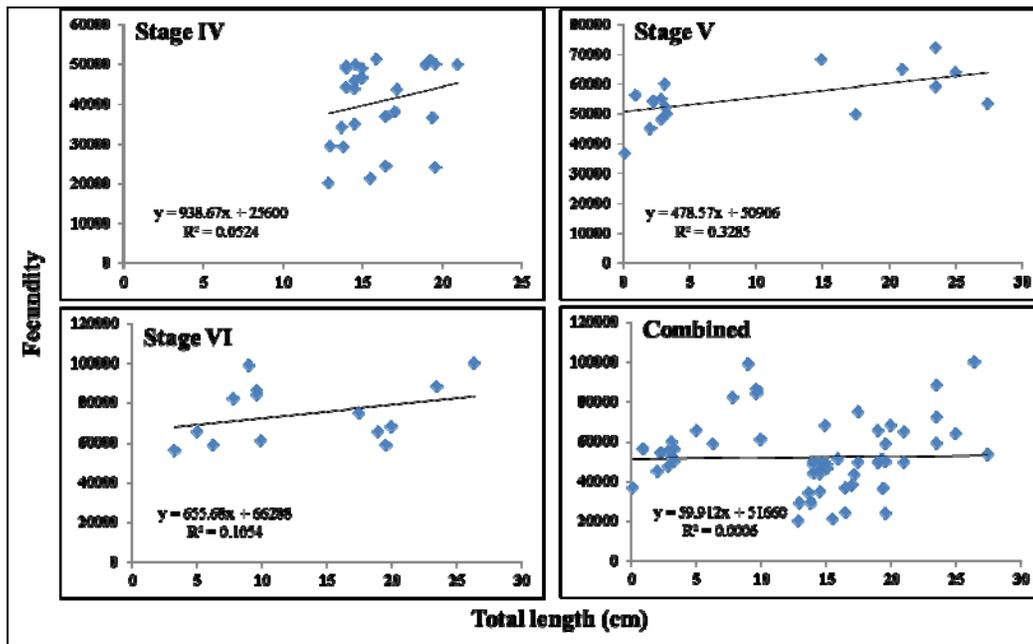 Fecundity
Stage IV
60000
50000
40000
30000
20000
10000
0
y = 938.67x + 25600
R² = 0.0524
0 5 10 15 20 25
Stage V
80000
70000
60000
50000
40000
30000
20000
10000
0
y = 478.57x + 50906
R² = 0.3285
0 5 10 15 20 25 30
Stage VI
120000
100000
80000
60000
40000
20000
0
y = 655.68x + 66288
R² = 0.1054
0 5 10 15 20 25 30
Combined
120000
100000
80000
60000
40000
20000
0
y = 59.912x + 51660
R² = 0.0006
0 5 10 15 20 25 30
Total length (cm)